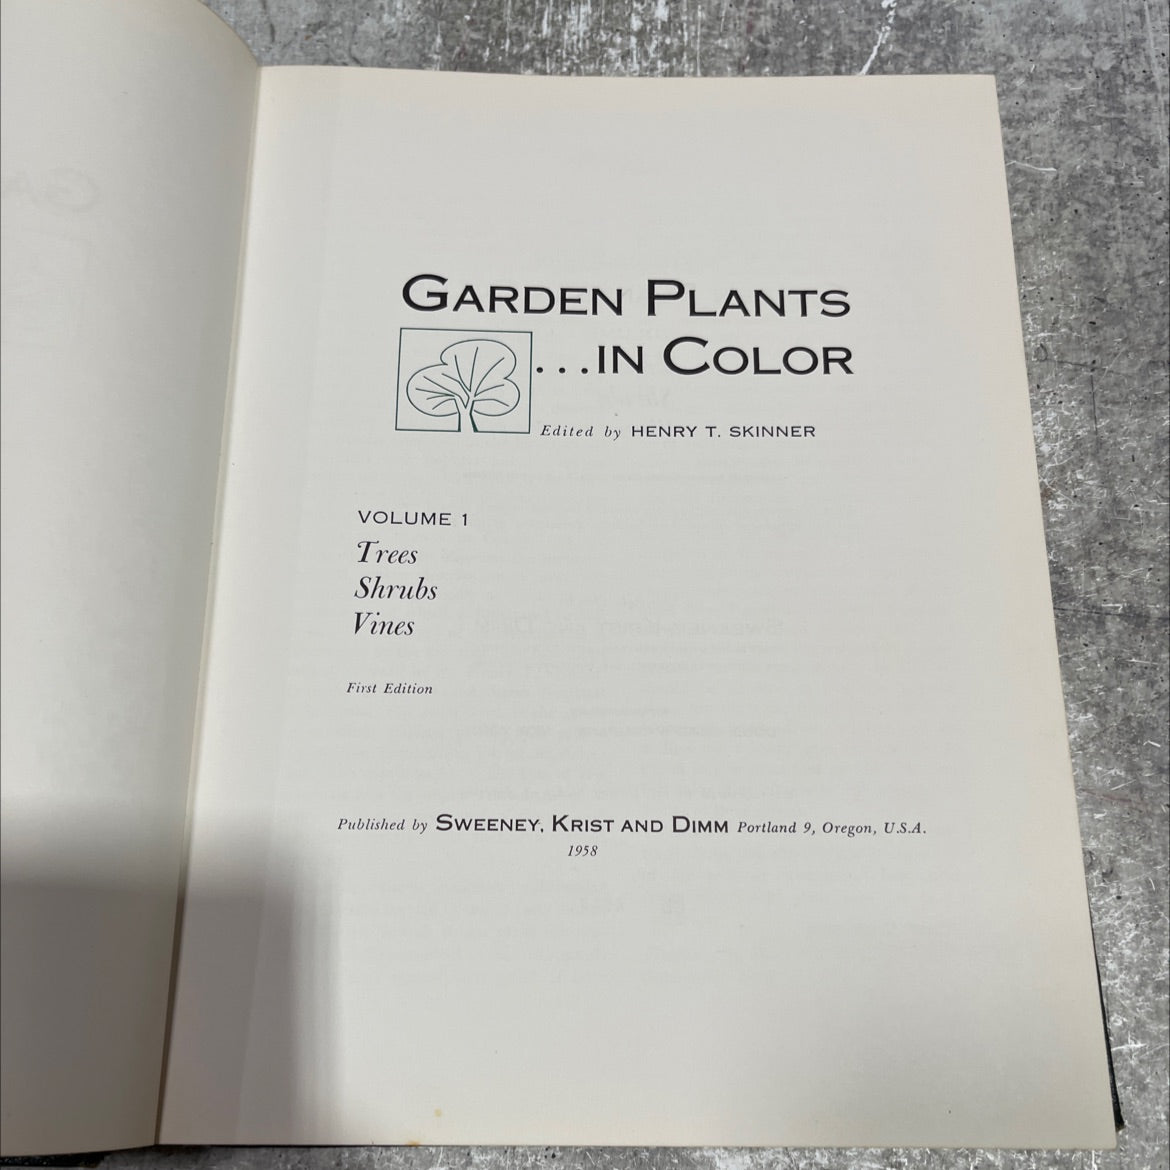 GARDEN PLANTS
...IN COLOR
Edited by HENRY T. SKINNER
VOLUME 1
Trees
Shrubs
Vines
First Edition
Published by SWEENEY, KRIST AND DIMM Portland 9, Oregon, U.S.A.
1958